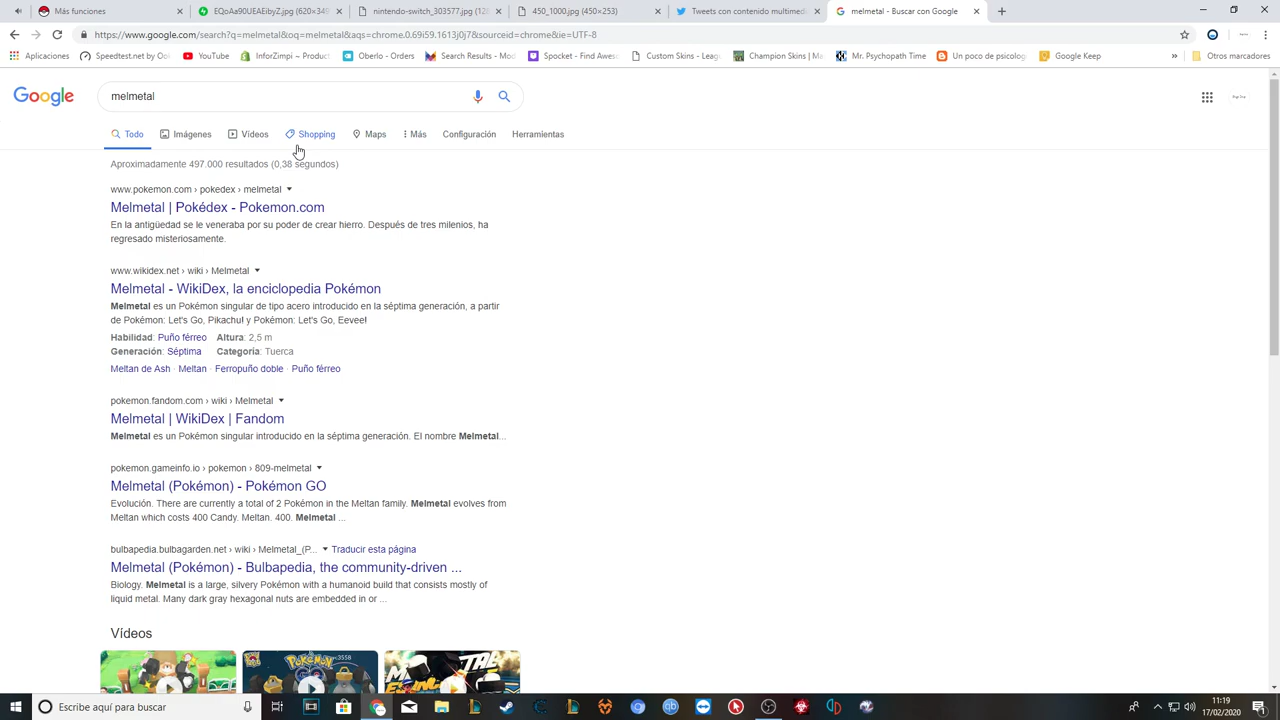 Más funciones
EQoAa90UEAEibyZ.jpg (620×349
nintendo-switch_303577.jpg (12
450_1000.jpg (450×253)
Tweets con contenido multimed
melmetal - Buscar con Google
https://www.google.com/search?q=melmetal&oq=melmetal&aqs=chrome.0.69i59.1613j0j7&sourceid=chrome&ie=UTF-8
Aplicaciones
Speedtest.net by Ook
YouTube
InforZimpi ~ Produc
Oberlo - Orders
Search Results - Mod
Spocket - Find Awes
Custom Skins - Leag
Champion Skins | Ma
Mr. Psychopath Time
Un poco de psicolog
Google Keep
»
Otros marcadores
Google
melmetal
Todo
Imágenes
Vídeos
Shopping
Maps
Más
Configuración
Herramientas
Aproximadamente 497.000 resultados (0,38 segundos)
www.pokemon.com › pokedex › melmetal
Melmetal | Pokédex - Pokemon.com
En la antigüedad se le veneraba por su poder de crear hierro. Después de tres milenios, ha
regresado misteriosamente.
www.wikidex.net › wiki › Melmetal
Melmetal - WikiDex, la enciclopedia Pokémon
Melmetal es un Pokémon singular de tipo acero introducido en la séptima generación, a partir
de Pokémon: Let's Go, Pikachu! y Pokémon: Let's Go, Eevee!
Habilidad: Puño férreo Altura: 2,5 m
Generación: Séptima Categoría: Tuerca
Meltan de Ash · Meltan · Ferropuño doble · Puño férreo
pokemon.fandom.com › wiki › Melmetal
Melmetal | WikiDex | Fandom
Melmetal es un Pokémon singular introducido en la séptima generación. El nombre Melmetal...
pokemon.gameinfo.io › pokemon › 809-melmetal
Melmetal (Pokémon) - Pokémon GO
Evolución. There are currently a total of 2 Pokémon in the Meltan family. Melmetal evolves from
Meltan which costs 400 Candy. Meltan. 400. Melmetal ...
bulbapedia.bulbagarden.net › wiki › Melmetal_(P... Traducir esta página
Melmetal (Pokémon) - Bulbapedia, the community-driven ...
Biology. Melmetal is a large, silvery Pokémon with a humanoid build that consists mostly of
liquid metal. Many dark gray hexagonal nuts are embedded in or ...
Vídeos
Escribe aquí para buscar
11:19
17/02/2020